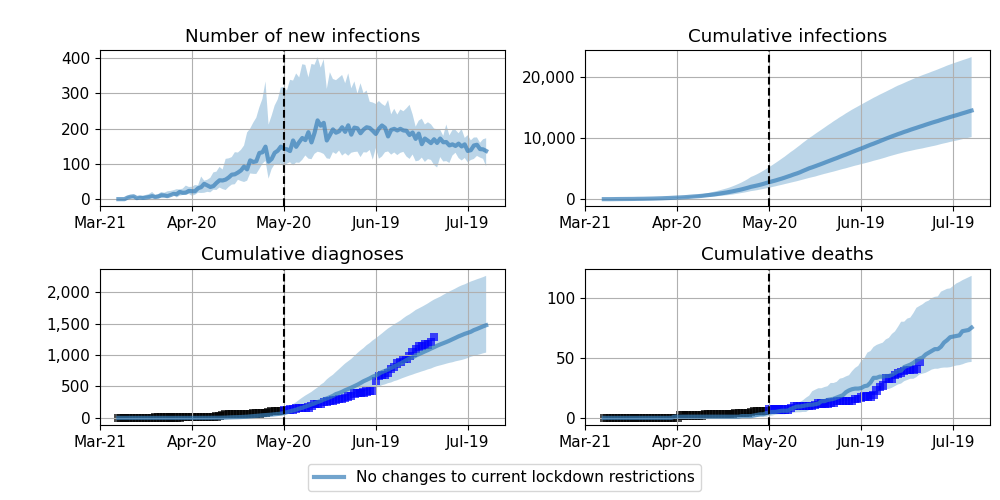 Number of new infections
400
300
200
100
0
Mar-21 Apr-20 May-20 Jun-19 Jul-19
Cumulative infections
20,000
10,000
0
Mar-21 Apr-20 May-20 Jun-19 Jul-19
Cumulative diagnoses
2,000
1,500
1,000
500
0
Mar-21 Apr-20 May-20 Jun-19 Jul-19
Cumulative deaths
100
50
0
Mar-21 Apr-20 May-20 Jun-19 Jul-19
No changes to current lockdown restrictions